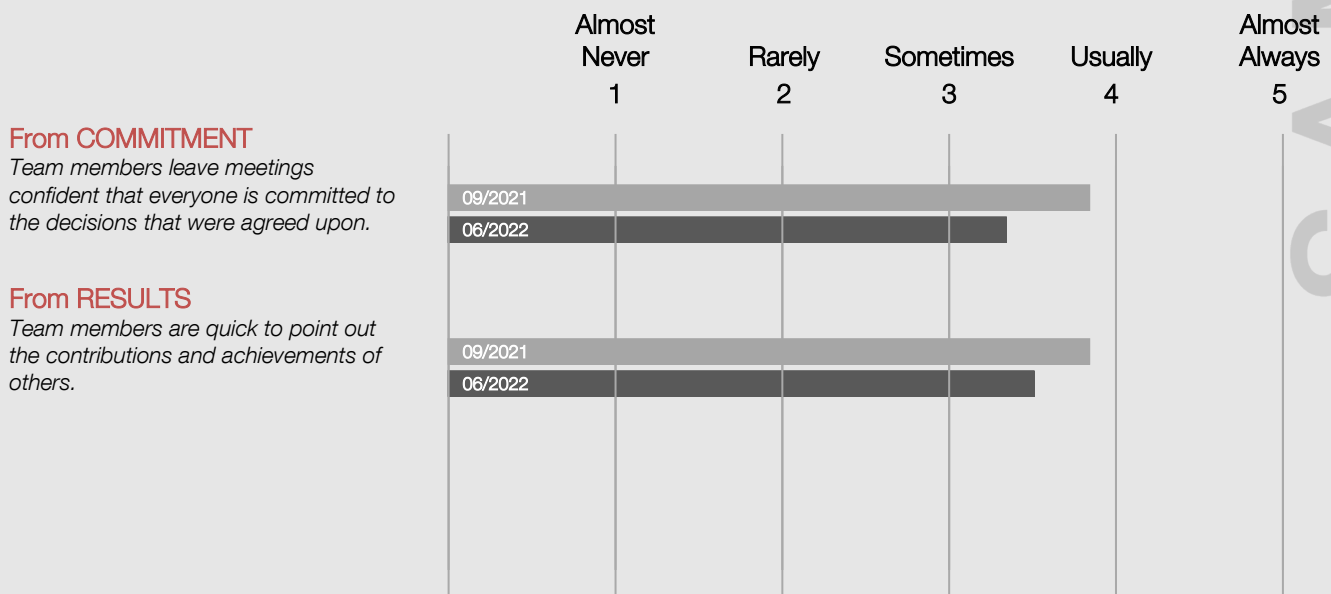 Almost
Never
Rarely
Sometimes
Usually
Almost
Always
1
2
3
4
5
From COMMITMENT
Team members leave meetings
confident that everyone is committed to
the decisions that were agreed upon.
09/2021
06/2022
From RESULTS
Team members are quick to point out
the contributions and achievements of
others.
09/2021
06/2022